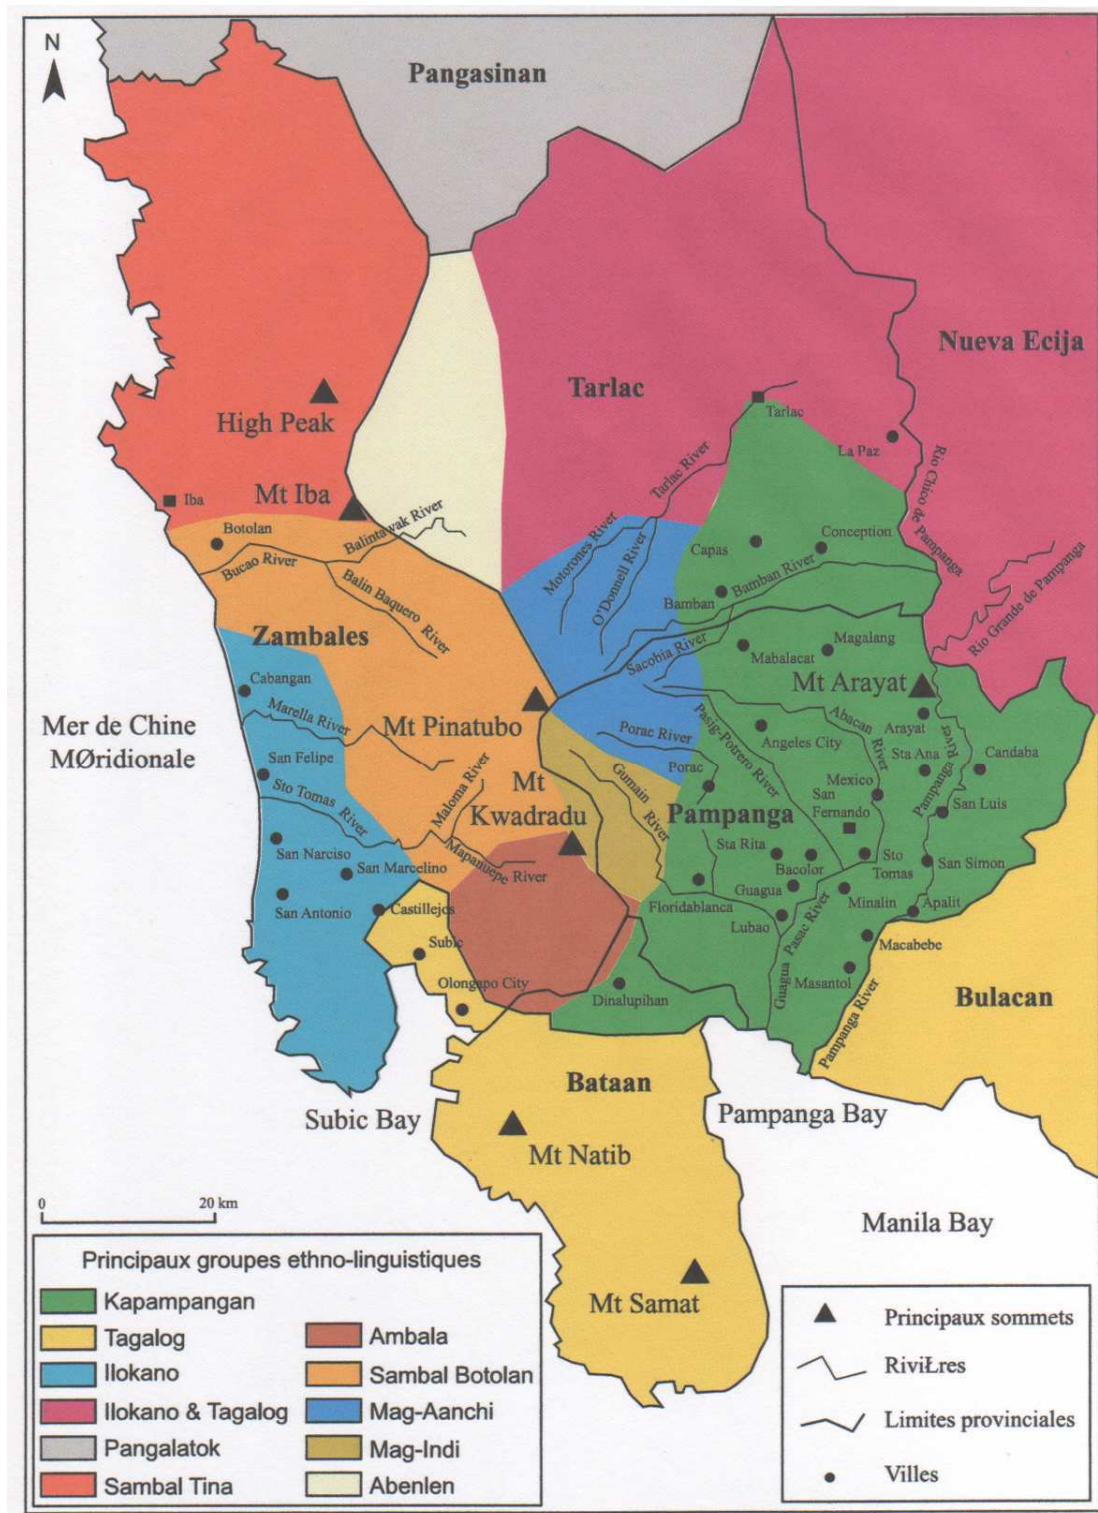 N
Pangasinan
Nueva Ecija
Tarlac
High Peak
Tarlac
La Paz
Mt Iba
Iba
Tarlac River
Rio Chico de Pampanga
Botolan
Balintawak River
Bucao River
Motorones River
O'Donnell River
Capas
Conception
Balin Baquero River
Bamban River
Bamban
Rio Grande de Pampanga
Zambales
Sacobia River
Mabalacat
Magalang
Cabangan
Mt Arayat
Mer de Chine
MØridionale
Marella River
Mt Pinatubo
Porac River
Pasig-Potrero River
Angeles City
Abacan River
Arayat
Sta Ana
Candaba
Pampanga River
San Felipe
Sto Tomas River
Maloma River
Mt
Kwadradu
Gumain River
Porac
Pampanga
Mexico
San
Fernando
San Luis
San Narciso
Mapanuepe River
Sta Rita
Bacolor
Sto
Tomas
San Simon
San Marcelino
San Antonio
Castillejos
Floridablanca
Guagua
Lubao
Minalin
Apalit
Guagua Pasac River
Subic
Macabebe
Masantol
Olongapo City
Dinalupihan
Pampanga River
Bulacan
Bataan
Subic Bay
Pampanga Bay
Mt Natib
Manila Bay
Mt Samat
0
20 km
Principaux groupes ethno-linguistiques
Kapampangan
Tagalog
Ilokano
Ilokano & Tagalog
Pangalatok
Sambal Tina
Ambala
Sambal Botolan
Mag-Aanchi
Mag-Indi
Abenlen
Principaux sommets
RiviŁres
Limites provinciales
Villes